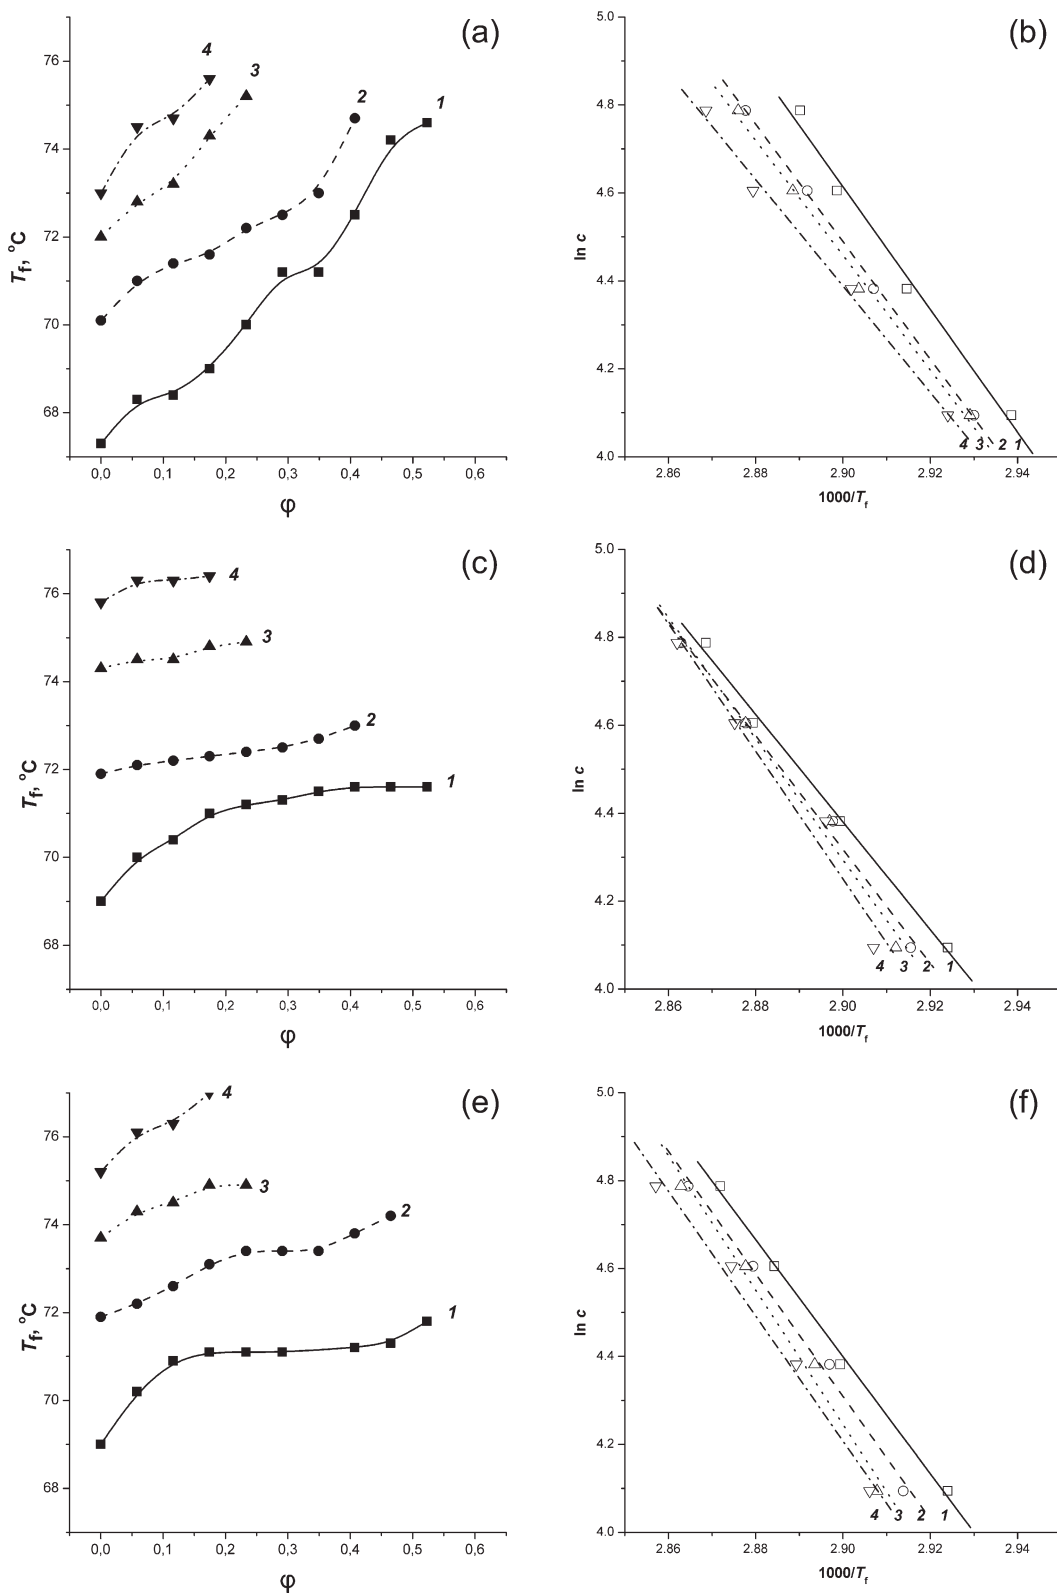 (a)
76
74
72
70
68
T_f, °C
4
3
2
1
0,0 0,1 0,2 0,3 0,4 0,5 0,6
φ
(b)
5.0
4.8
4.6
4.4
4.2
4.0
ln c
4 3 2 1
2.86 2.88 2.90 2.92 2.94
1000/T_f
(c)
76
74
72
70
68
T_f, °C
4
3
2
1
0,0 0,1 0,2 0,3 0,4 0,5 0,6
φ
(d)
5.0
4.8
4.6
4.4
4.2
4.0
ln c
4 3 2 1
2.86 2.88 2.90 2.92 2.94
1000/T_f
(e)
76
74
72
70
68
T_f, °C
4
3
2
1
0,0 0,1 0,2 0,3 0,4 0,5 0,6
φ
(f)
5.0
4.8
4.6
4.4
4.2
4.0
ln c
4 3 2 1
2.86 2.88 2.90 2.92 2.94
1000/T_f